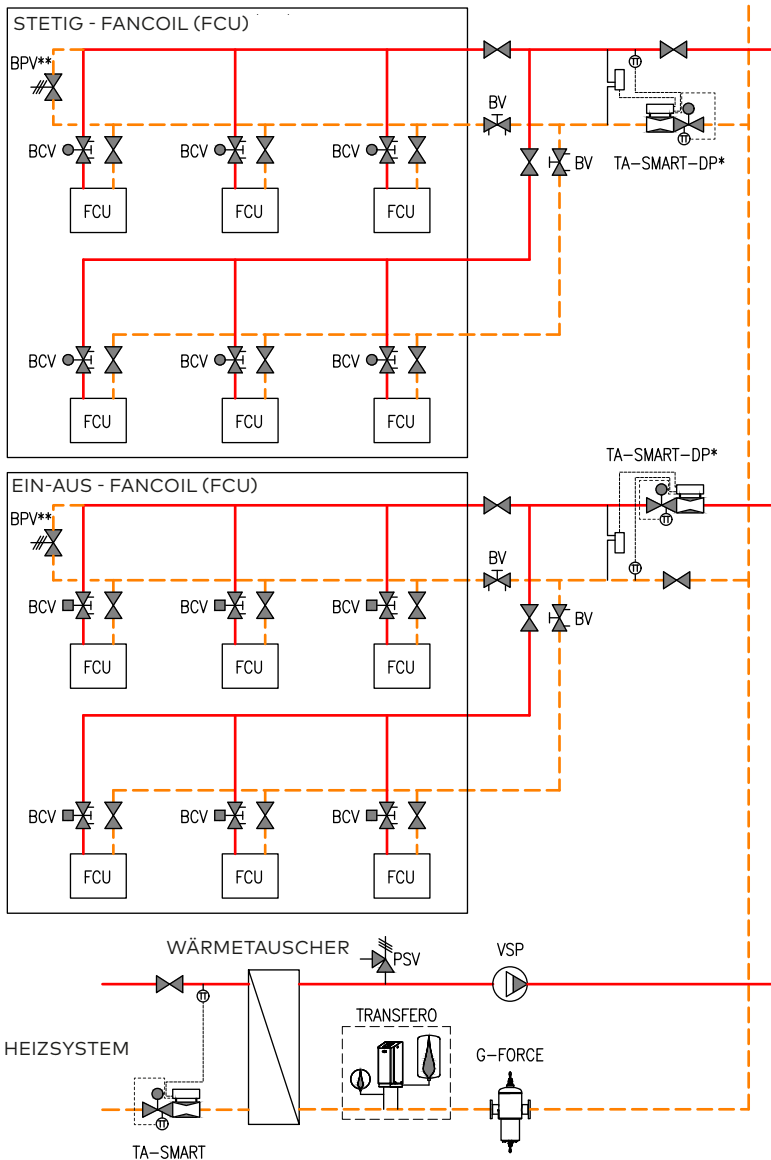 STETIG - FANCOIL (FCU)
BPV**
BV
BCV BCV BCV
BV
TA-SMART-DP*
FCU FCU FCU
BCV BCV BCV
FCU FCU FCU
TA-SMART-DP*
EIN-AUS - FANCOIL (FCU)
BPV**
BV
BCV BCV BCV
BV
FCU FCU FCU
BCV BCV BCV
FCU FCU FCU
WÄRMETAUSCHER
PSV
VSP
TRANSFERO
HEIZSYSTEM
G-FORCE
TA-SMART